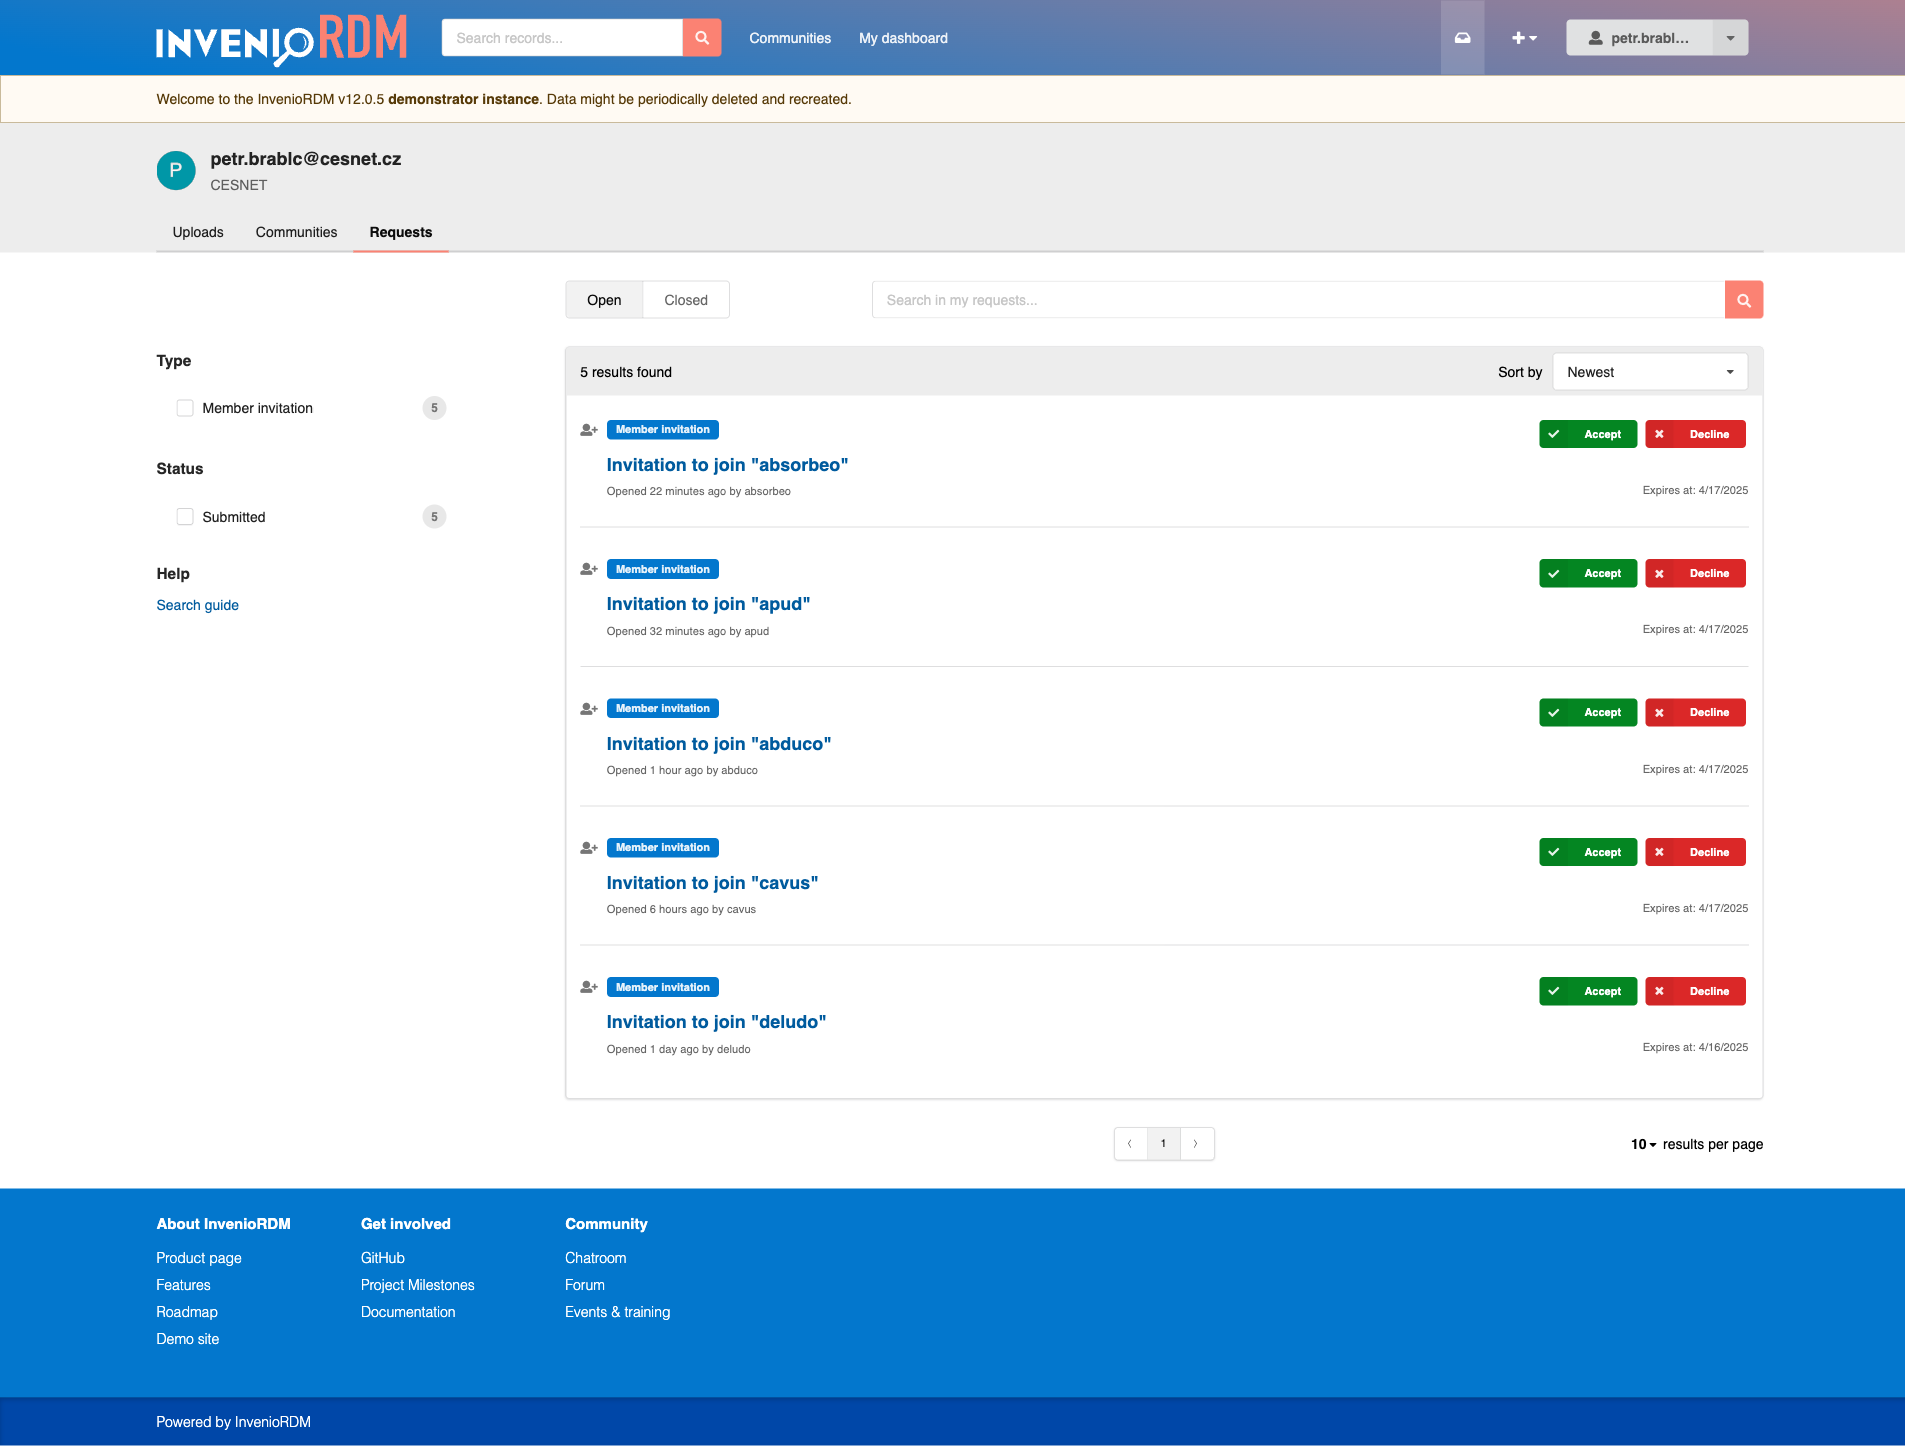 INVENIORDM
Search records...
Communities
My dashboard
petr.brabl...
Welcome to the InvenioRDM v12.0.5 demonstrator instance. Data might be periodically deleted and recreated.
P
petr.brablc@cesnet.cz
CESNET
Uploads
Communities
Requests
Open
Closed
Search in my requests...
Type
Member invitation
5
Status
Submitted
5
Help
Search guide
5 results found
Sort by
Newest
Member invitation
Accept
Decline
Invitation to join "absorbeo"
Opened 22 minutes ago by absorbeo
Expires at: 4/17/2025
Member invitation
Accept
Decline
Invitation to join "apud"
Opened 32 minutes ago by apud
Expires at: 4/17/2025
Member invitation
Accept
Decline
Invitation to join "abduco"
Opened 1 hour ago by abduco
Expires at: 4/17/2025
Member invitation
Accept
Decline
Invitation to join "cavus"
Opened 6 hours ago by cavus
Expires at: 4/17/2025
Member invitation
Accept
Decline
Invitation to join "deludo"
Opened 1 day ago by deludo
Expires at: 4/16/2025
1
10 results per page
About InvenioRDM
Product page
Features
Roadmap
Demo site
Get involved
GitHub
Project Milestones
Documentation
Community
Chatroom
Forum
Events & training
Powered by InvenioRDM